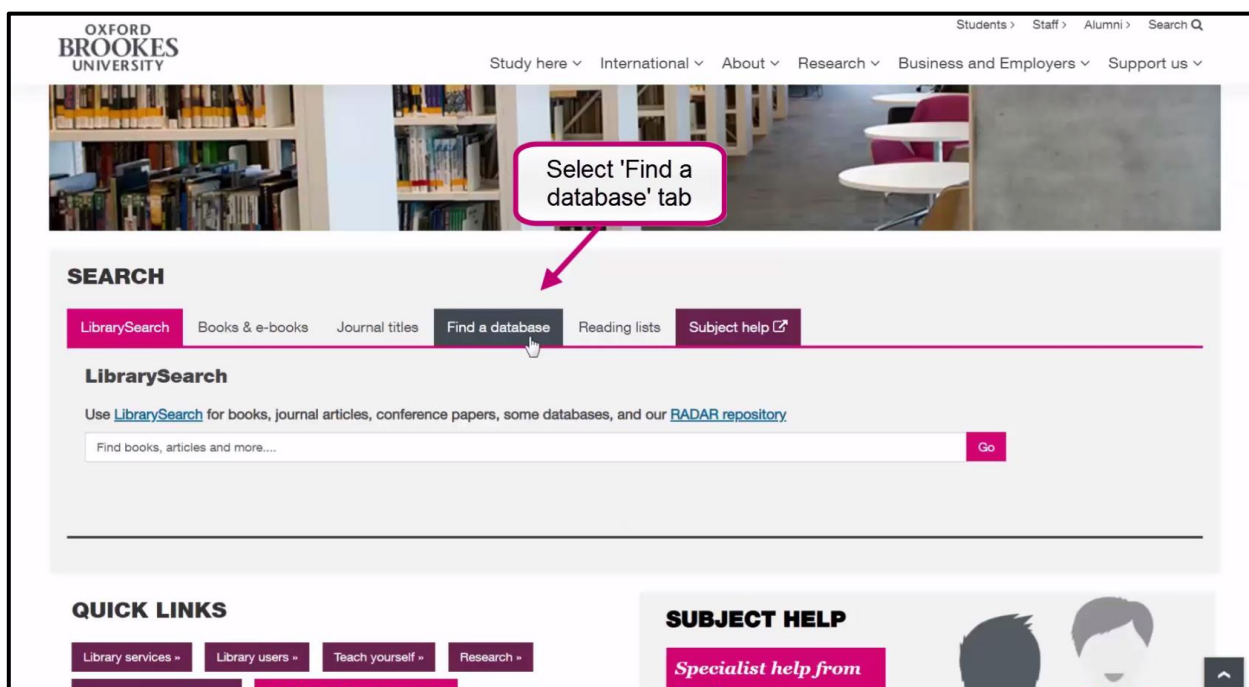 OXFORD
BROOKES
UNIVERSITY
Students › Staff › Alumni › Search
Study here International About Research Business and Employers Support us
Select 'Find a
database' tab
SEARCH
LibrarySearch Books & e-books Journal titles Find a database Reading lists Subject help
LibrarySearch
Use LibrarySearch for books, journal articles, conference papers, some databases, and our RADAR repository
Find books, articles and more.... Go
QUICK LINKS
Library services » Library users » Teach yourself » Research »
SUBJECT HELP
Specialist help from